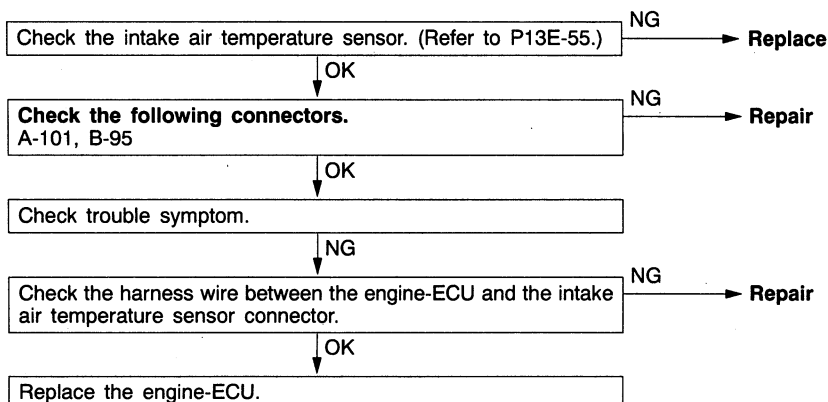 Check the intake air temperature sensor. (Refer to P13E-55.)
NG
Replace
OK
Check the following connectors.
A-101, B-95
NG
Repair
OK
Check trouble symptom.
NG
Check the harness wire between the engine-ECU and the intake
air temperature sensor connector.
NG
Repair
OK
Replace the engine-ECU.